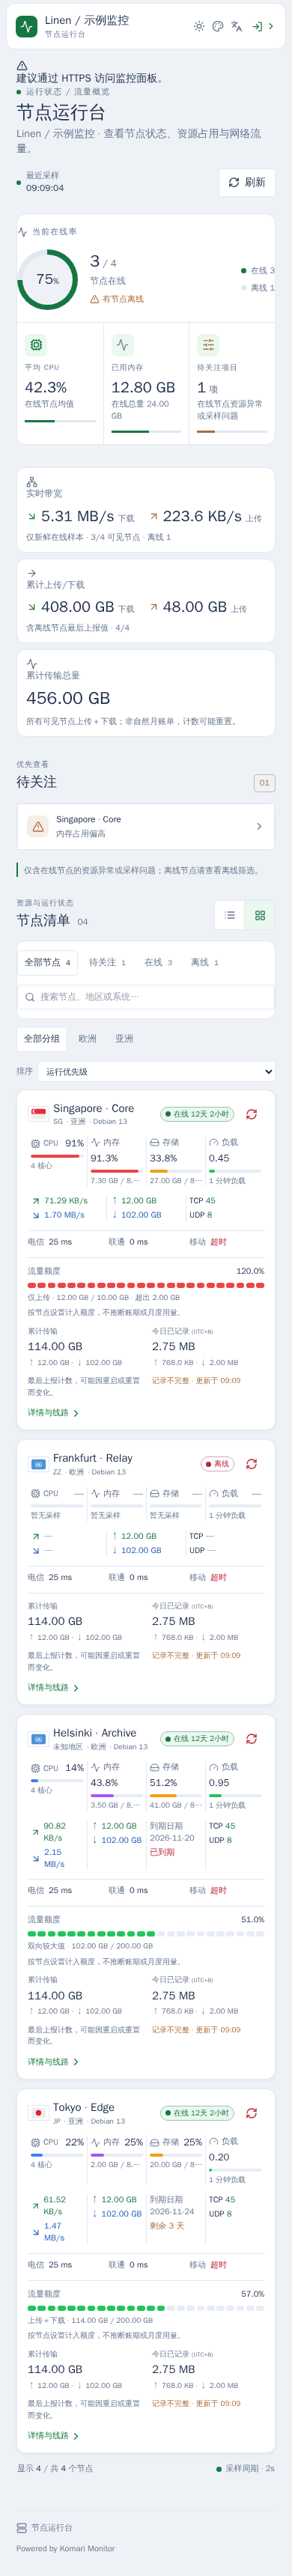 Linen / 示例监控
节点运行台
建议通过 HTTPS 访问监控面板。
运行状态 / 流量概览
节点运行台
Linen / 示例监控 · 查看节点状态、资源占用与网络流量。
最近采样
09:09:04
刷新
当前在线率
75%
3 / 4
节点在线
有节点离线
在线 3
离线 1
平均 CPU
42.3%
在线节点均值
已用内存
12.80 GB
在线总量 24.00 GB
待关注项目
1 项
在线节点资源异常或采样问题
实时带宽
5.31 MB/s 下载
223.6 KB/s 上传
仅新鲜在线样本 · 3/4 可见节点 · 离线 1
累计上传/下载
408.00 GB 下载
48.00 GB 上传
含离线节点最后上报值 · 4/4
累计传输总量
456.00 GB
所有可见节点上传 + 下载；非自然月账单，计数可能重置。
优先查看
待关注
01
Singapore · Core
内存占用偏高
仅含在线节点的资源异常或采样问题；离线节点请查看离线筛选。
资源与运行状态
节点清单 04
全部节点 4
待关注 1
在线 3
离线 1
搜索节点、地区或系统…
全部分组
欧洲
亚洲
排序
运行优先级
Singapore · Core
SG · 亚洲 · Debian 13
在线 12天 2小时
CPU 91%
4 核心
内存
91.3%
7.30 GB / 8.…
存储
33.8%
27.00 GB / 8…
负载
0.45
1 分钟负载
↗ 71.29 KB/s
↘ 1.70 MB/s
↑ 12.00 GB
↓ 102.00 GB
TCP 45
UDP 8
电信 25 ms
联通 0 ms
移动 超时
流量额度
120.0%
仅上传 · 12.00 GB / 10.00 GB · 超出 2.00 GB
按节点设置计入额度，不推断账期或月度用量。
累计传输
114.00 GB
↑ 12.00 GB · ↓ 102.00 GB
最后上报计数，可能因重启或重置而变化。
今日已记录 (UTC+8)
2.75 MB
↑ 768.0 KB · ↓ 2.00 MB
记录不完整 · 更新于 09:09
详情与线路
Frankfurt · Relay
ZZ · 欧洲 · Debian 13
离线
CPU —
暂无采样
内存 —
暂无采样
存储 —
暂无采样
负载 —
1 分钟负载
↗ —
↘ —
↑ 12.00 GB
↓ 102.00 GB
TCP —
UDP —
电信 25 ms
联通 0 ms
移动 超时
累计传输
114.00 GB
↑ 12.00 GB · ↓ 102.00 GB
最后上报计数，可能因重启或重置而变化。
今日已记录 (UTC+8)
2.75 MB
↑ 768.0 KB · ↓ 2.00 MB
记录不完整 · 更新于 09:09
详情与线路
Helsinki · Archive
未知地区 · 欧洲 · Debian 13
在线 12天 2小时
CPU 14%
4 核心
内存
43.8%
3.50 GB / 8.…
存储
51.2%
41.00 GB / 8…
负载
0.95
1 分钟负载
↗ 90.82 KB/s
↘ 2.15 MB/s
↑ 12.00 GB
↓ 102.00 GB
到期日期
2026-11-20
已到期
TCP 45
UDP 8
电信 25 ms
联通 0 ms
移动 超时
流量额度
51.0%
双向较大值 · 102.00 GB / 200.00 GB
按节点设置计入额度，不推断账期或月度用量。
累计传输
114.00 GB
↑ 12.00 GB · ↓ 102.00 GB
最后上报计数，可能因重启或重置而变化。
今日已记录 (UTC+8)
2.75 MB
↑ 768.0 KB · ↓ 2.00 MB
记录不完整 · 更新于 09:09
详情与线路
Tokyo · Edge
JP · 亚洲 · Debian 13
在线 12天 2小时
CPU 22%
4 核心
内存 25%
2.00 GB / 8.…
存储 25%
20.00 GB / 8…
负载
0.20
1 分钟负载
↗ 61.52 KB/s
↘ 1.47 MB/s
↑ 12.00 GB
↓ 102.00 GB
到期日期
2026-11-24
剩余 3 天
TCP 45
UDP 8
电信 25 ms
联通 0 ms
移动 超时
流量额度
57.0%
上传 + 下载 · 114.00 GB / 200.00 GB
按节点设置计入额度，不推断账期或月度用量。
累计传输
114.00 GB
↑ 12.00 GB · ↓ 102.00 GB
最后上报计数，可能因重启或重置而变化。
今日已记录 (UTC+8)
2.75 MB
↑ 768.0 KB · ↓ 2.00 MB
记录不完整 · 更新于 09:09
详情与线路
显示 4 / 共 4 个节点
采样周期 · 2s
节点运行台
Powered by Komari Monitor